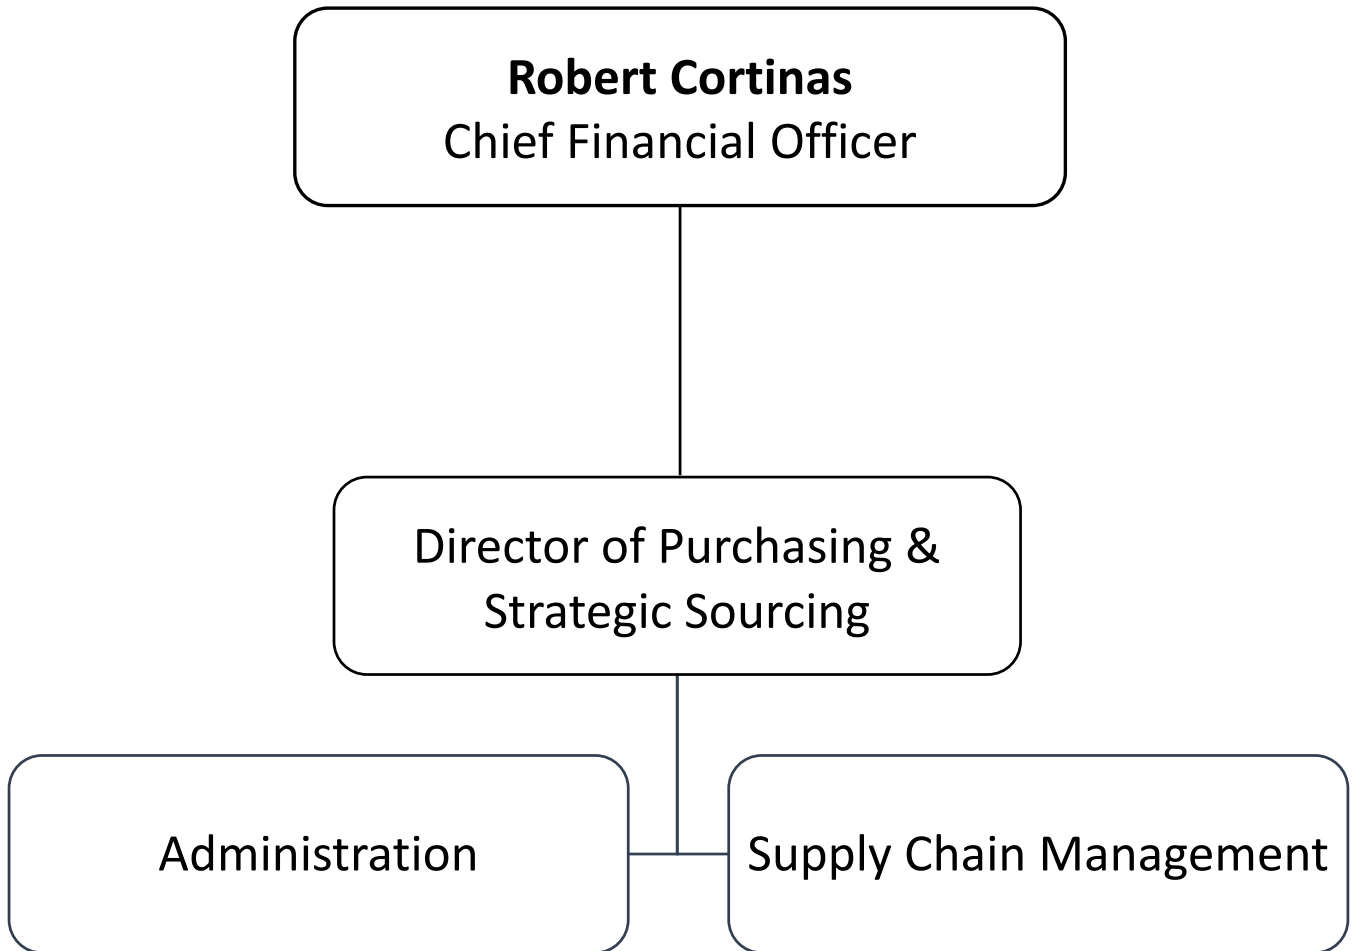 Robert Cortinas
Chief Financial Officer
Director of Purchasing &
Strategic Sourcing
Administration
Supply Chain Management